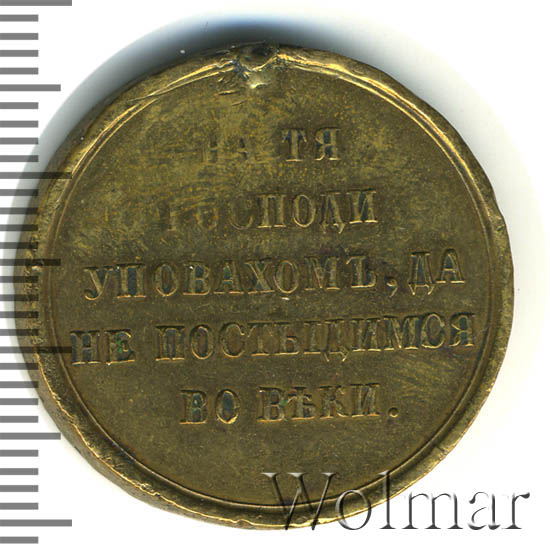 НА ТЯ
ГОСПОДИ
УПОВАХОМЪ, ДА
НЕ ПОСТЫДИМСЯ
ВО ВѢКИ.
Wolmar